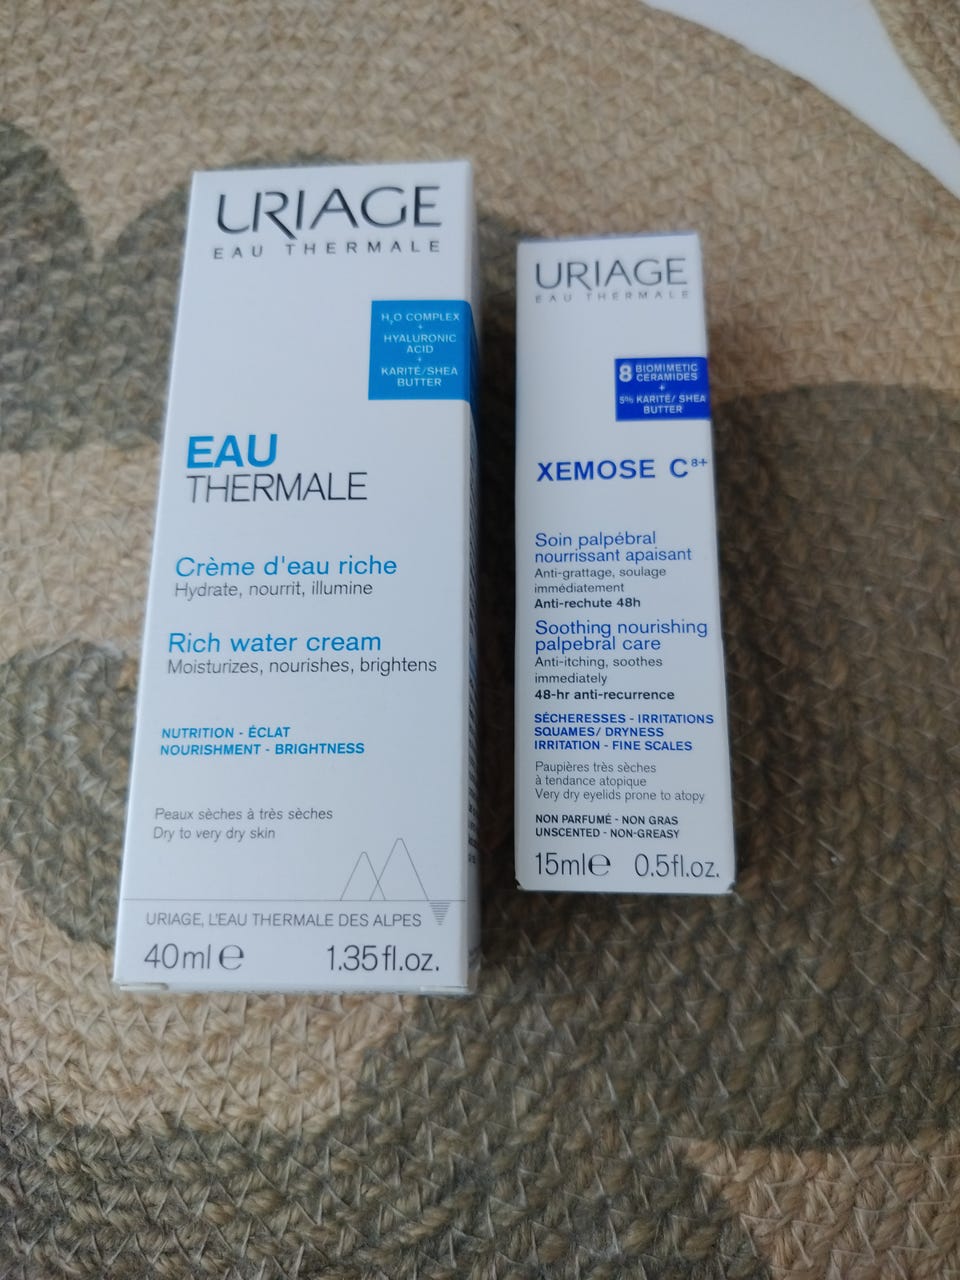 URIAGE
EAU THERMALE
H₂O COMPLEX
+
HYALURONIC
ACID
+
KARITÉ/SHEA
BUTTER
EAU
THERMALE
Crème d'eau riche
Hydrate, nourrit, illumine
Rich water cream
Moisturizes, nourishes, brightens
NUTRITION - ÉCLAT
NOURISHMENT - BRIGHTNESS
Peaux sèches à très sèches
Dry to very dry skin
URIAGE, L'EAU THERMALE DES ALPES
40ml e 1.35fl.oz.
URIAGE
EAU THERMALE
8 BIOMIMETIC
CERAMIDES
+
5% KARITÉ/ SHEA
BUTTER
XEMOSE C8+
Soin palpébral
nourrissant apaisant
Anti-grattage, soulage
immédiatement
Anti-rechute 48h
Soothing nourishing
palpebral care
Anti-itching, soothes
immediately
48-hr anti-recurrence
SÉCHERESSES - IRRITATIONS
SQUAMES/ DRYNESS
IRRITATION - FINE SCALES
Paupières très sèches
à tendance atopique
Very dry eyelids prone to atopy
NON PARFUMÉ - NON GRAS
UNSCENTED - NON-GREASY
15ml e 0.5fl.oz.